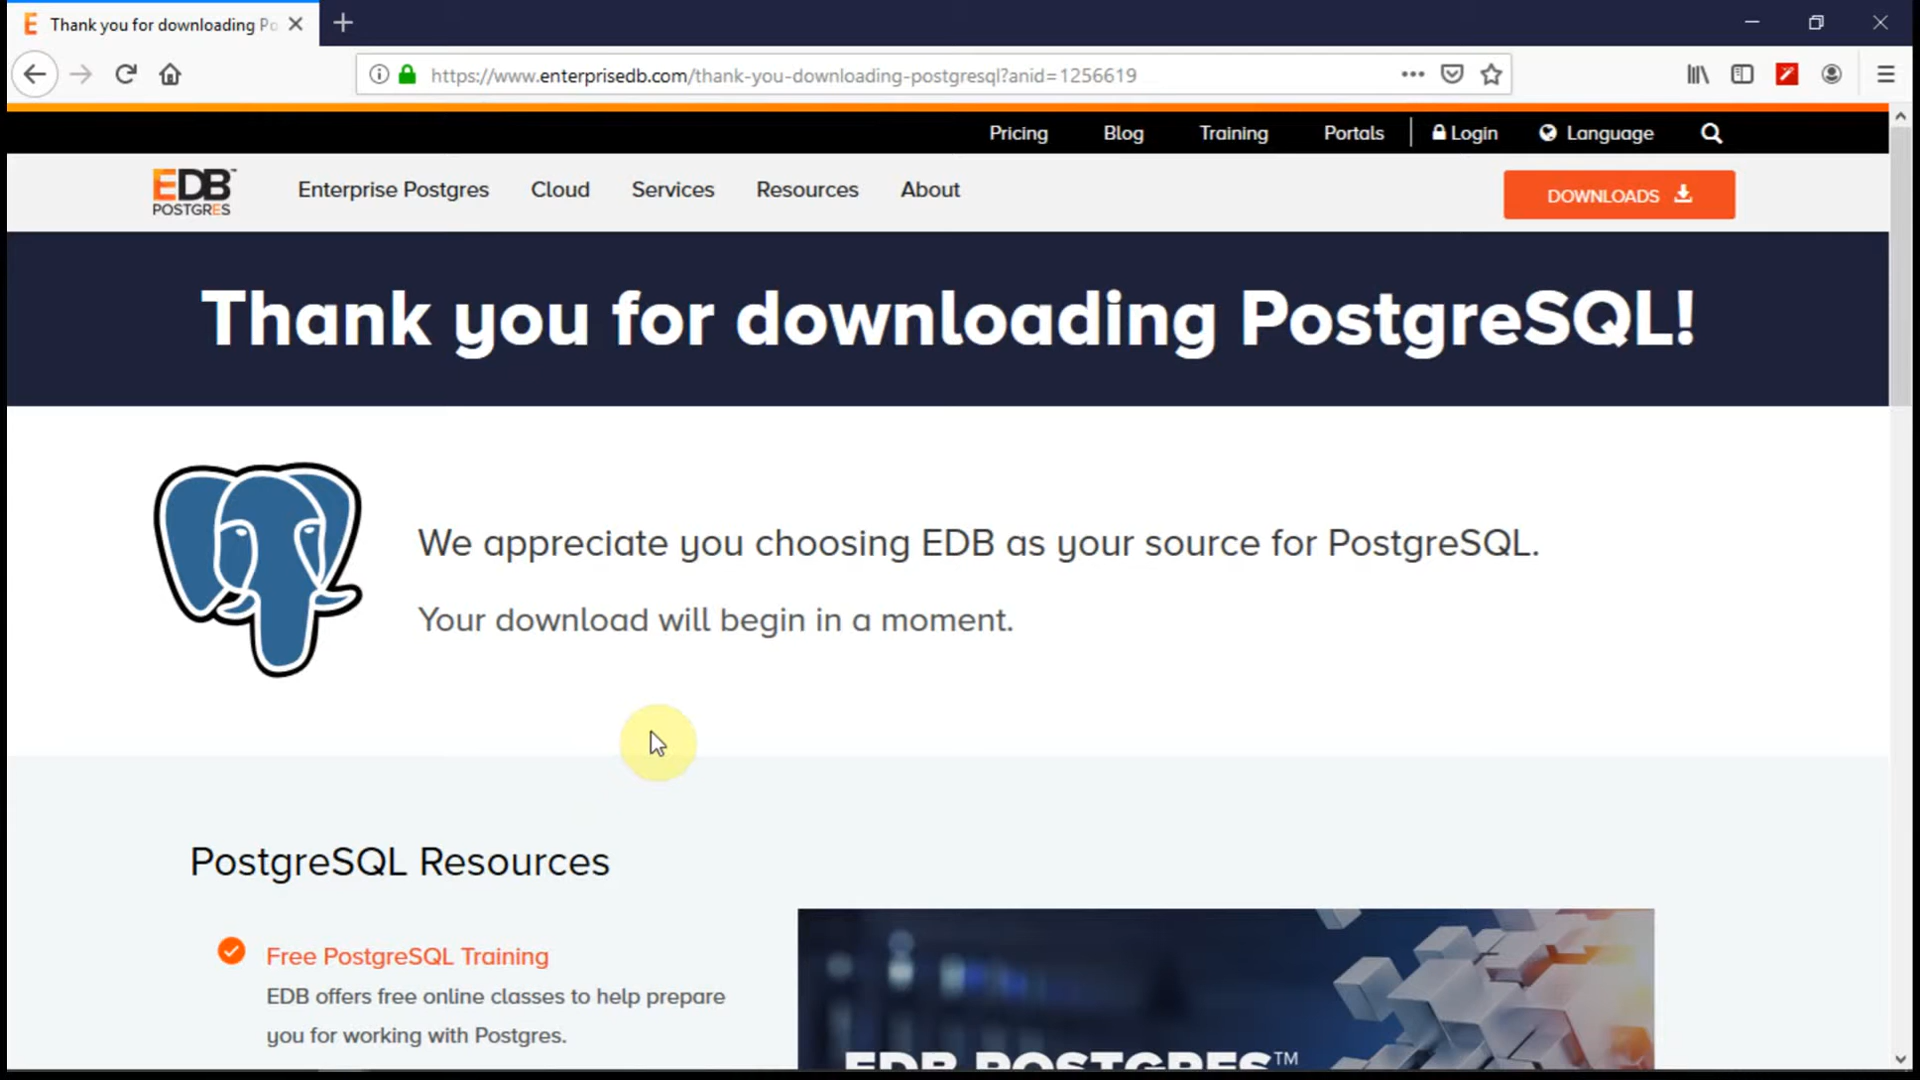 Thank you for downloading Po
https://www.enterprisedb.com/thank-you-downloading-postgresql?anid=1256619
Pricing Blog Training Portals Login Language
EDB™ POSTGRES
Enterprise Postgres Cloud Services Resources About DOWNLOADS
Thank you for downloading PostgreSQL!
We appreciate you choosing EDB as your source for PostgreSQL.
Your download will begin in a moment.
PostgreSQL Resources
Free PostgreSQL Training
EDB offers free online classes to help prepare
you for working with Postgres.
EDB POSTGRES™